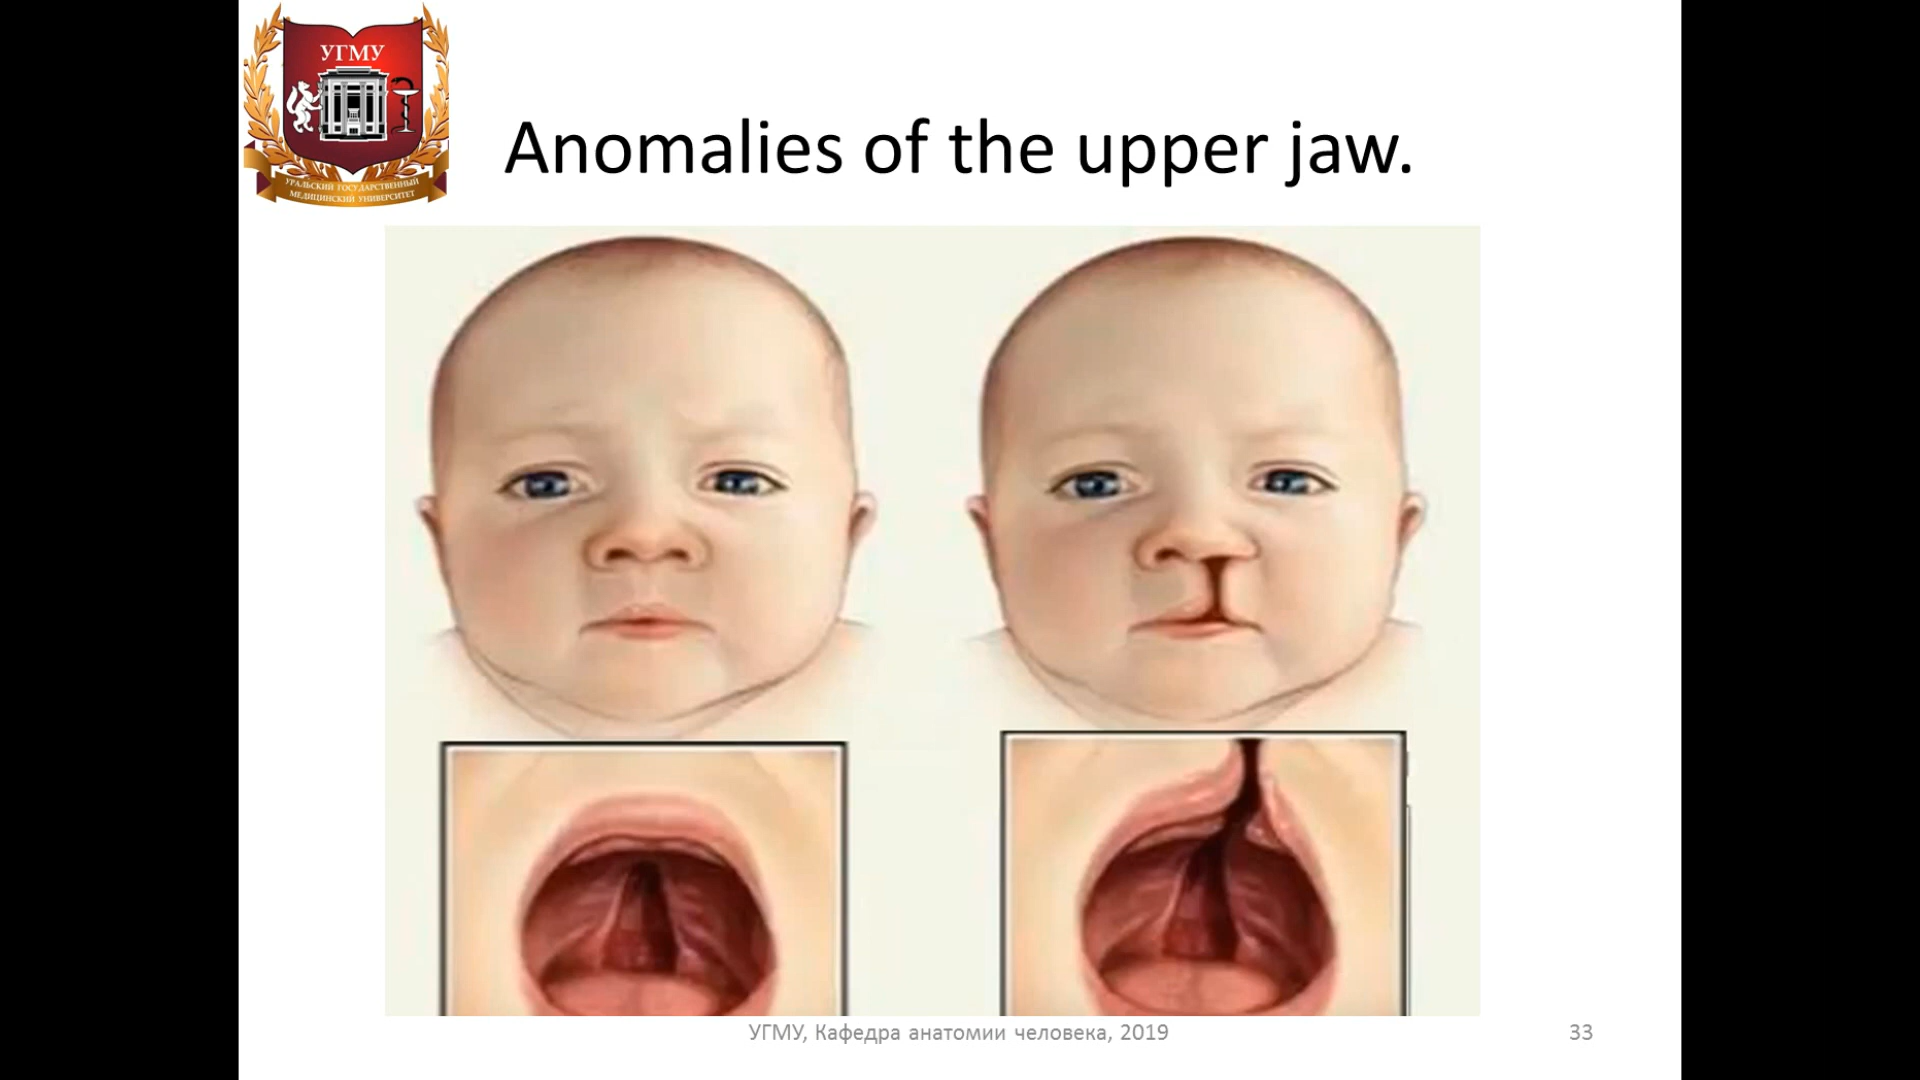 УГМУ
УРАЛЬСКИЙ ГОСУДАРСТВЕННЫЙ
МЕДИЦИНСКИЙ УНИВЕРСИТЕТ
Anomalies of the upper jaw.
УГМУ, Кафедра анатомии человека, 2019
33